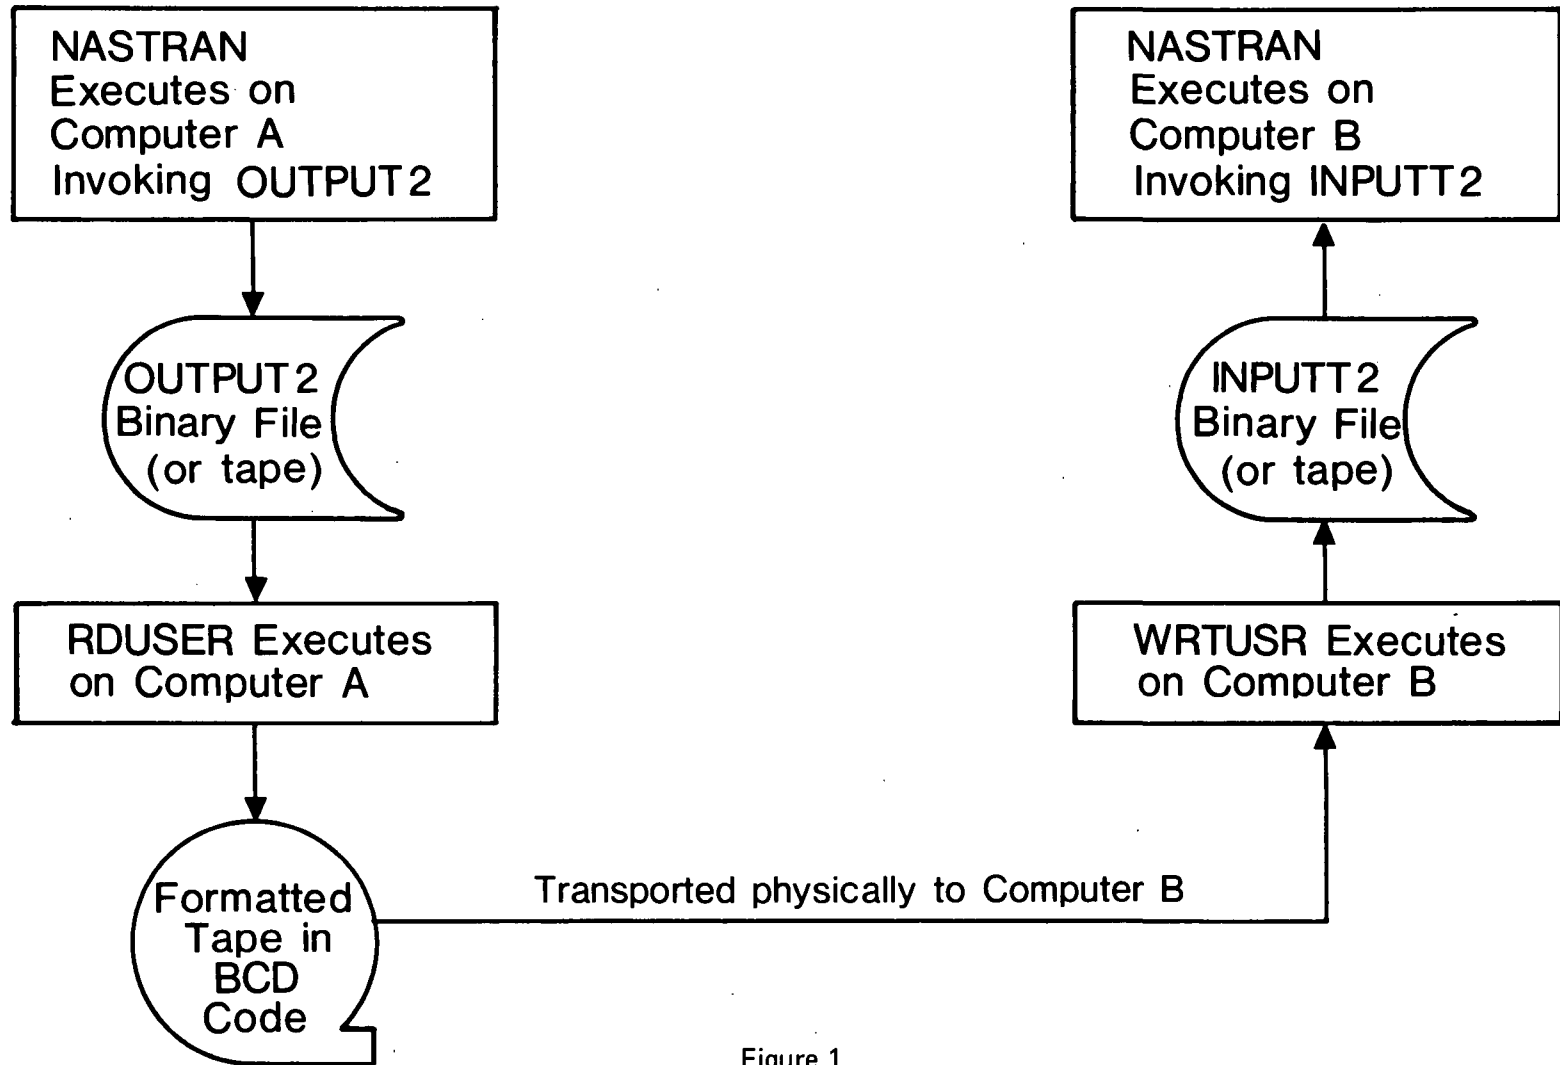 NASTRAN
Executes on
Computer A
Invoking OUTPUT2
OUTPUT2
Binary File
(or tape)
RDUSER Executes
on Computer A
Formatted
Tape in
BCD
Code
Transported physically to Computer B
WRTUSR Executes
on Computer B
INPUTT2
Binary File
(or tape)
NASTRAN
Executes on
Computer B
Invoking INPUTT2
Figure 1